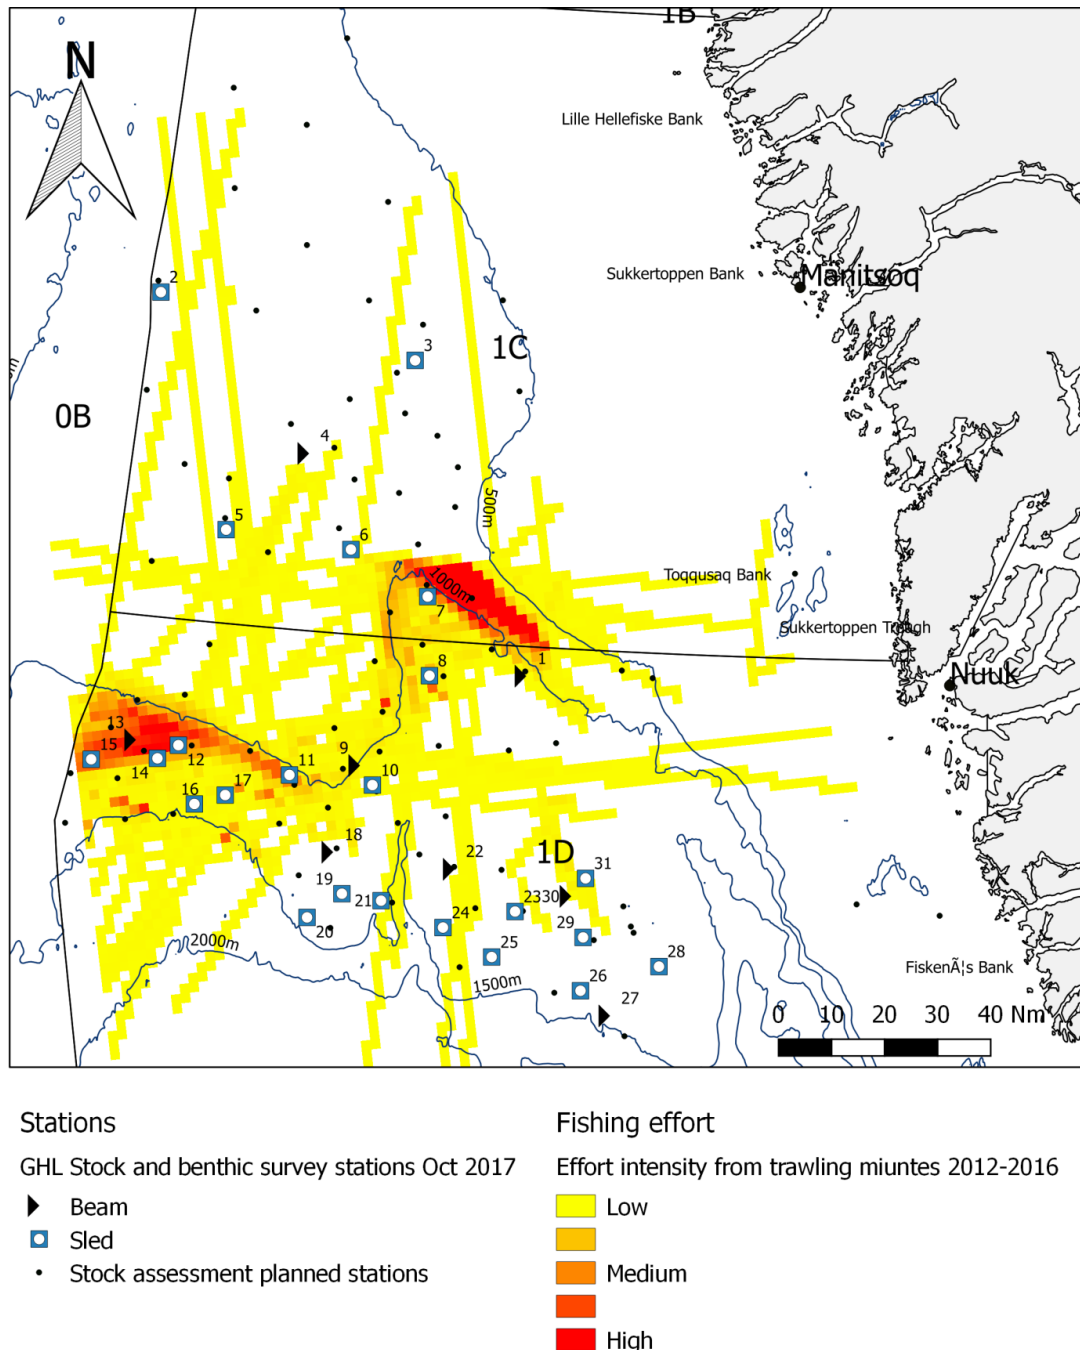 1B
N
Lille Hellefiske Bank
Sukkertoppen Bank
Manitsoq
2
3
1C
0B
4
500m
5
6
1000m
7
Toqqusaq Bank
Sukkertoppen Trough
1
8
Nuuk
13
15
12
14
9
11
10
16
17
18
22
1D
31
19
21
2330
20
24
29
2000m
25
28
1500m
26
27
FiskenÃ¦s Bank
0 10 20 30 40 Nm
Stations
GHL Stock and benthic survey stations Oct 2017
Beam
Sled
Stock assessment planned stations
Fishing effort
Effort intensity from trawling miuntes 2012-2016
Low
Medium
High